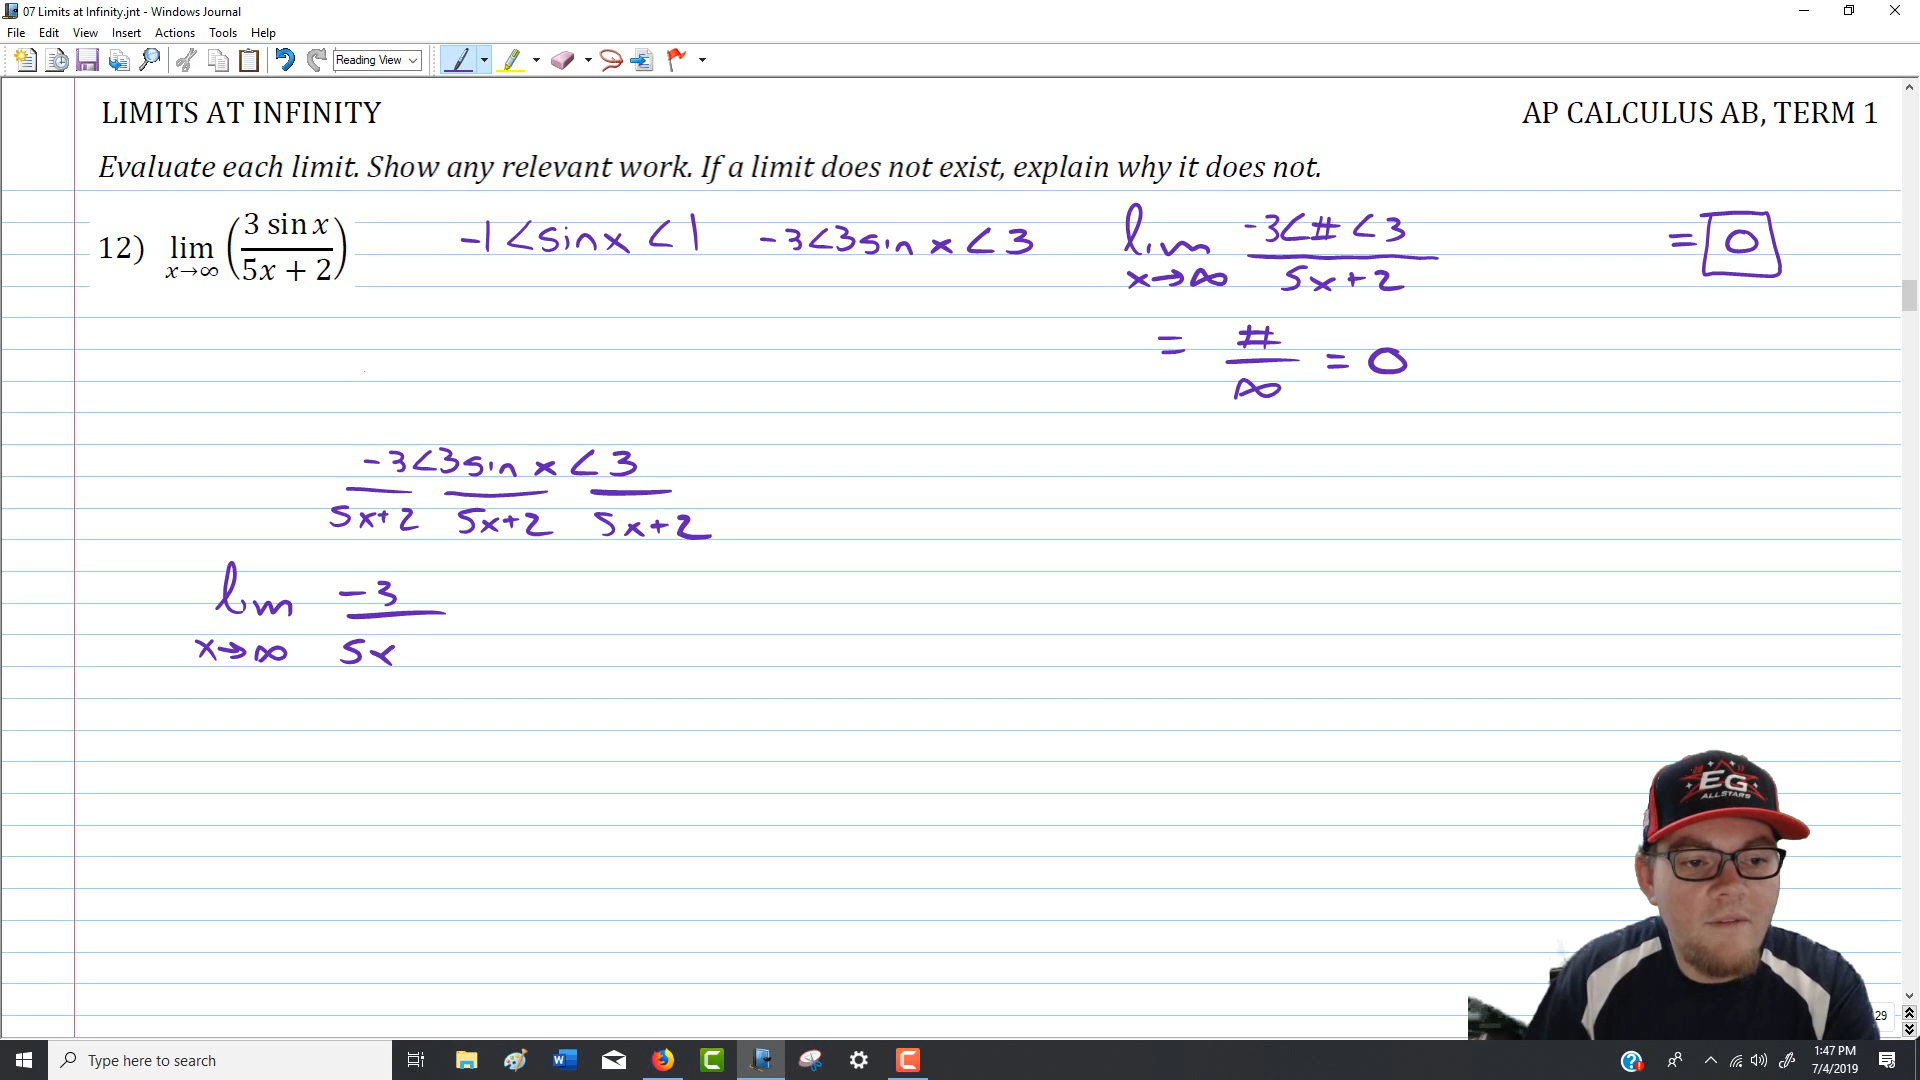 07 Limits at Infinity.jnt - Windows Journal
File Edit View Insert Actions Tools Help
Reading View
LIMITS AT INFINITY
AP CALCULUS AB, TERM 1
Evaluate each limit. Show any relevant work. If a limit does not exist, explain why it does not.
12) lim x→∞ (3 sin x / 5x + 2)
-1 < sin x < 1
-3 < 3 sin x < 3
lim x→∞ -3 < # < 3 / 5x+2
= 0
= # / ∞ = 0
-3 < 3 sin x < 3
5x+2 5x+2 5x+2
lim x→∞ -3 / 5x
EG
ALLSTARS
29
Type here to search
1:47 PM
7/4/2019